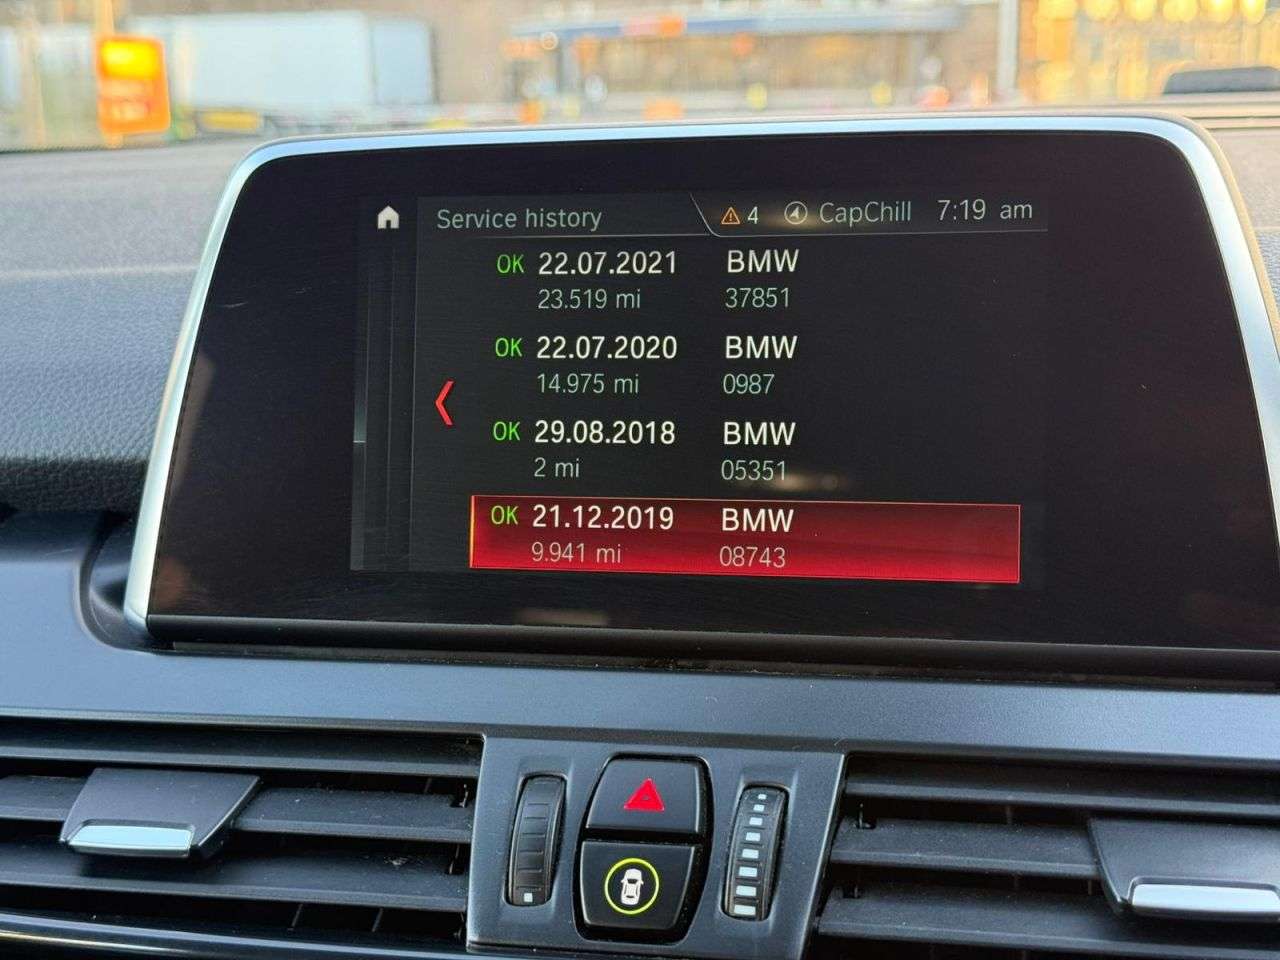 Service history
4 CapChill 7:19 am
OK 22.07.2021 BMW
23.519 mi 37851
OK 22.07.2020 BMW
14.975 mi 0987
OK 29.08.2018 BMW
2 mi 05351
OK 21.12.2019 BMW
9.941 mi 08743